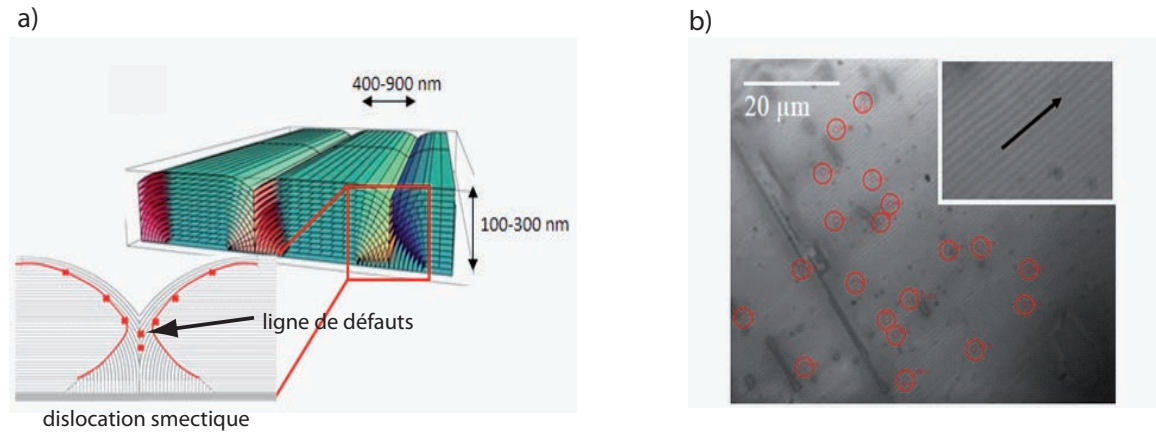 a)
400-900 nm
100-300 nm
ligne de défauts
dislocation smectique
b)
20 µm